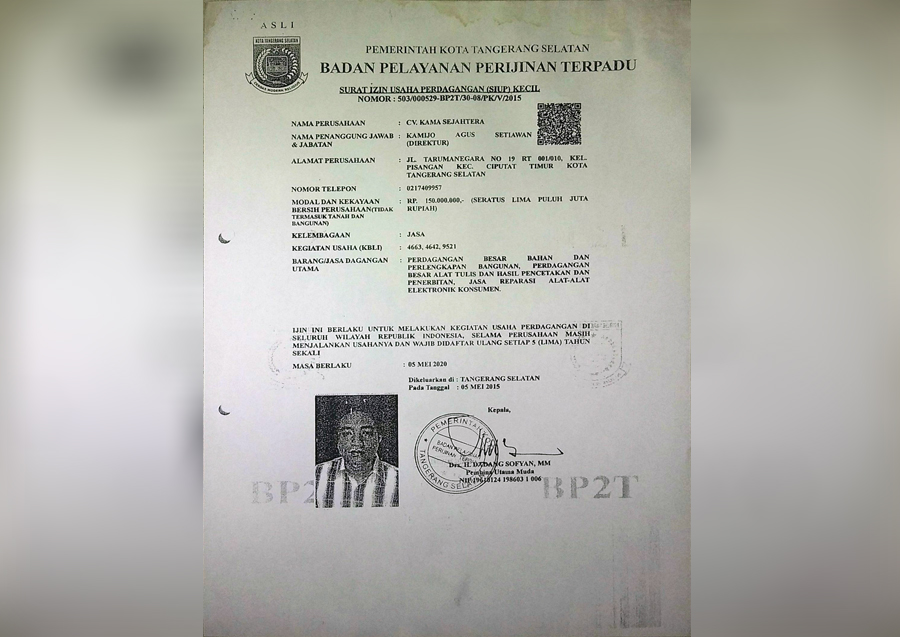 ASLI
KOTA TANGERANG SELATAN
PEMERINTAH KOTA TANGERANG SELATAN
BADAN PELAYANAN PERIJINAN TERPADU
SURAT IZIN USAHA PERDAGANGAN (SIUP) KECIL
NOMOR : 503/000529-BP2T/30-08/PK/V/2015
NAMA PERUSAHAAN : CV. KAMA SEJAHTERA
NAMA PENANGGUNG JAWAB : KAMIJO AGUS SETIAWAN
& JABATAN (DIREKTUR)
ALAMAT PERUSAHAAN : JL. TARUMANEGARA NO 19 RT 001/010, KEL.
PISANGAN KEC. CIPUTAT TIMUR KOTA
TANGERANG SELATAN
NOMOR TELEPON : 0217409957
MODAL DAN KEKAYAAN : RP. 150.000.000,- (SERATUS LIMA PULUH JUTA
BERSIH PERUSAHAAN(TIDAK RUPIAH)
TERMASUK TANAH DAN
BANGUNAN)
KELEMBAGAAN : JASA
KEGIATAN USAHA (KBLI) : 4663, 4642, 9521
BARANG/JASA DAGANGAN : PERDAGANGAN BESAR BAHAN DAN
UTAMA PERLENGKAPAN BANGUNAN, PERDAGANGAN
BESAR ALAT TULIS DAN HASIL PENCETAKAN DAN
PENERBITAN, JASA REPARASI ALAT-ALAT
ELEKTRONIK KONSUMEN.
IJIN INI BERLAKU UNTUK MELAKUKAN KEGIATAN USAHA PERDAGANGAN DI
SELURUH WILAYAH REPUBLIK INDONESIA, SELAMA PERUSAHAAN MASIH
MENJALANKAN USAHANYA DAN WAJIB DIDAFTAR ULANG SETIAP 5 (LIMA) TAHUN
SEKALI
MASA BERLAKU : 05 MEI 2020
Dikeluarkan di : TANGERANG SELATAN
Pada Tanggal : 05 MEI 2015
Kepala,
Drs. H. DADANG SOFYAN, MM
Pembina Utama Muda
NIP. 19610124 198603 1 006
BP2T
BP2T